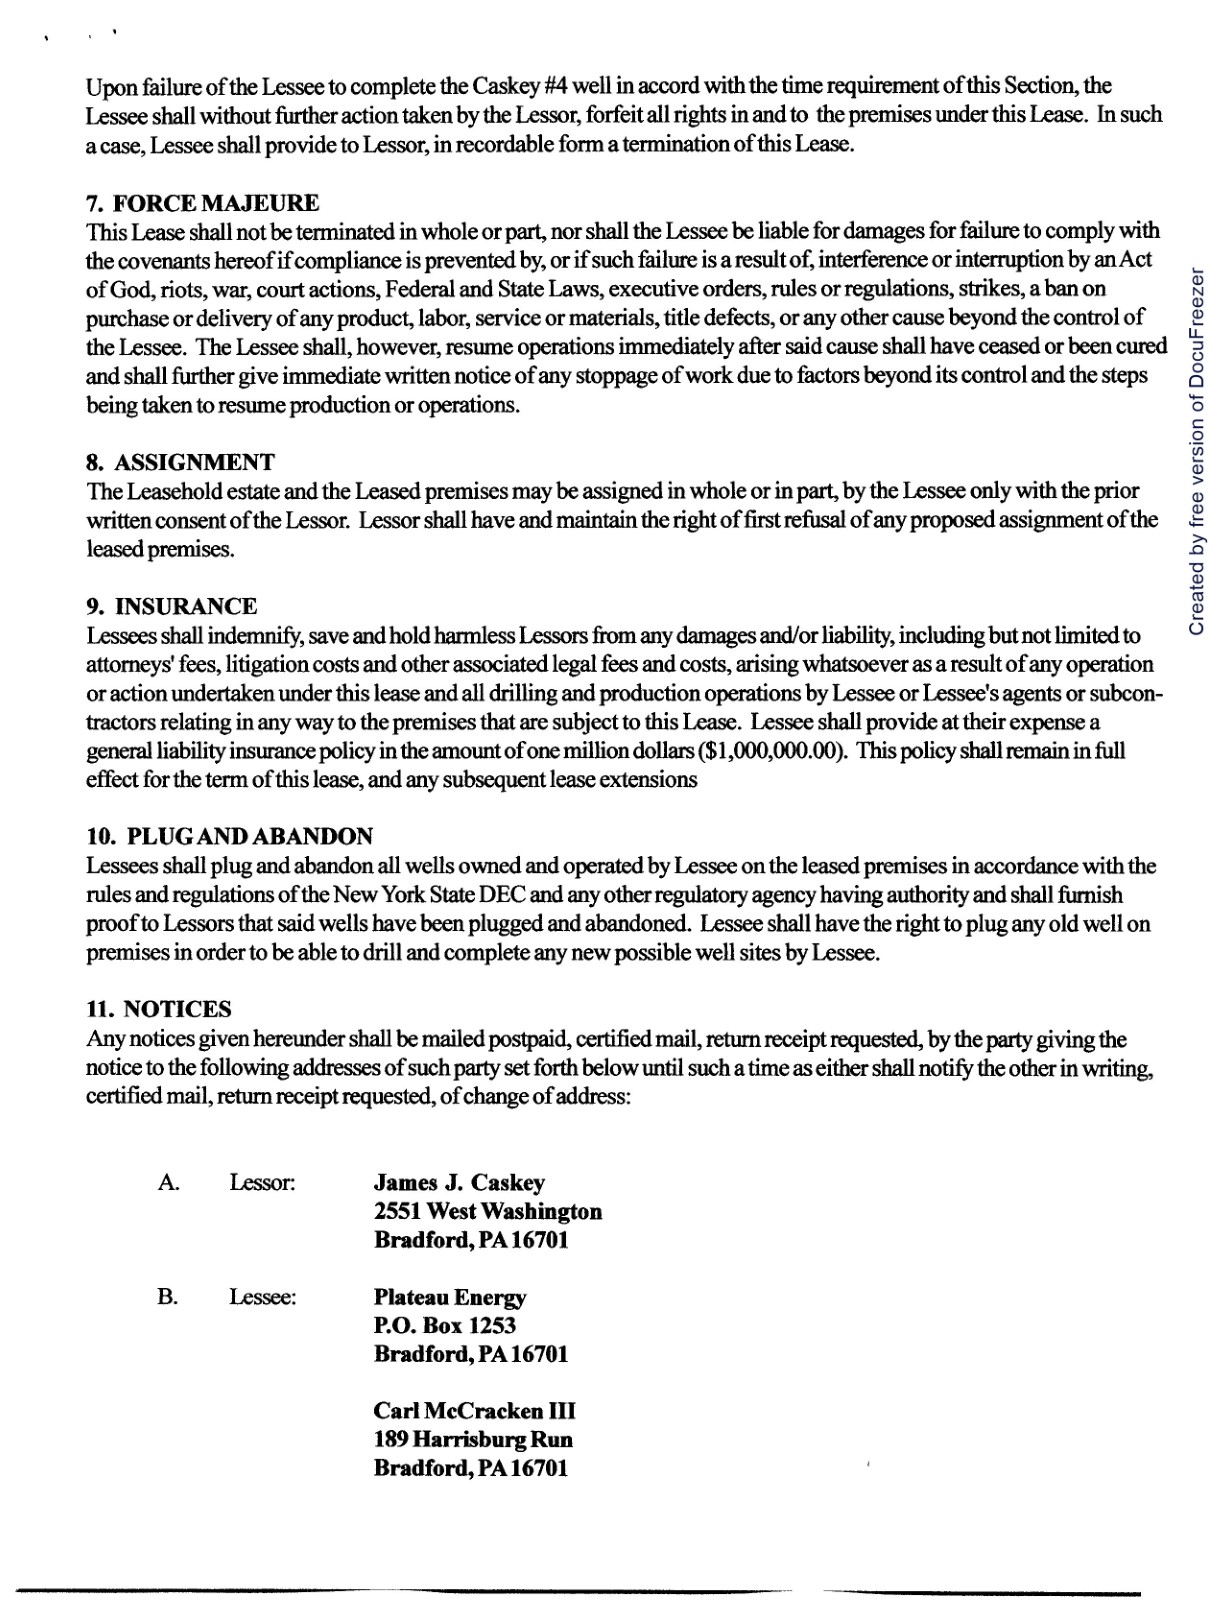 Upon failure of the Lessee to complete the Caskey #4 well in accord with the time requirement of this Section, the
Lessee shall without further action taken by the Lessor, forfeit all rights in and to the premises under this Lease. In such
a case, Lessee shall provide to Lessor, in recordable form a termination of this Lease.
7. FORCE MAJEURE
This Lease shall not be terminated in whole or part, nor shall the Lessee be liable for damages for failure to comply with
the covenants hereof if compliance is prevented by, or if such failure is a result of, interference or interruption by an Act
of God, riots, war, court actions, Federal and State Laws, executive orders, rules or regulations, strikes, a ban on
purchase or delivery of any product, labor, service or materials, title defects, or any other cause beyond the control of
the Lessee. The Lessee shall, however, resume operations immediately after said cause shall have ceased or been cured
and shall further give immediate written notice of any stoppage of work due to factors beyond its control and the steps
being taken to resume production or operations.
8. ASSIGNMENT
The Leasehold estate and the Leased premises may be assigned in whole or in part, by the Lessee only with the prior
written consent of the Lessor. Lessor shall have and maintain the right of first refusal of any proposed assignment of the
leased premises.
9. INSURANCE
Lessees shall indemnify, save and hold harmless Lessors from any damages and/or liability, including but not limited to
attorneys' fees, litigation costs and other associated legal fees and costs, arising whatsoever as a result of any operation
or action undertaken under this lease and all drilling and production operations by Lessee or Lessee's agents or subcon-
tractors relating in any way to the premises that are subject to this Lease. Lessee shall provide at their expense a
general liability insurance policy in the amount of one million dollars ($1,000,000.00). This policy shall remain in full
effect for the term of this lease, and any subsequent lease extensions
10. PLUG AND ABANDON
Lessees shall plug and abandon all wells owned and operated by Lessee on the leased premises in accordance with the
rules and regulations of the New York State DEC and any other regulatory agency having authority and shall furnish
proof to Lessors that said wells have been plugged and abandoned. Lessee shall have the right to plug any old well on
premises in order to be able to drill and complete any new possible well sites by Lessee.
11. NOTICES
Any notices given hereunder shall be mailed postpaid, certified mail, return receipt requested, by the party giving the
notice to the following addresses of such party set forth below until such a time as either shall notify the other in writing,
certified mail, return receipt requested, of change of address:
A. Lessor: James J. Caskey
2551 West Washington
Bradford, PA 16701
B. Lessee: Plateau Energy
P.O. Box 1253
Bradford, PA 16701
Carl McCracken III
189 Harrisburg Run
Bradford, PA 16701
Created by free version of DocuFreezer